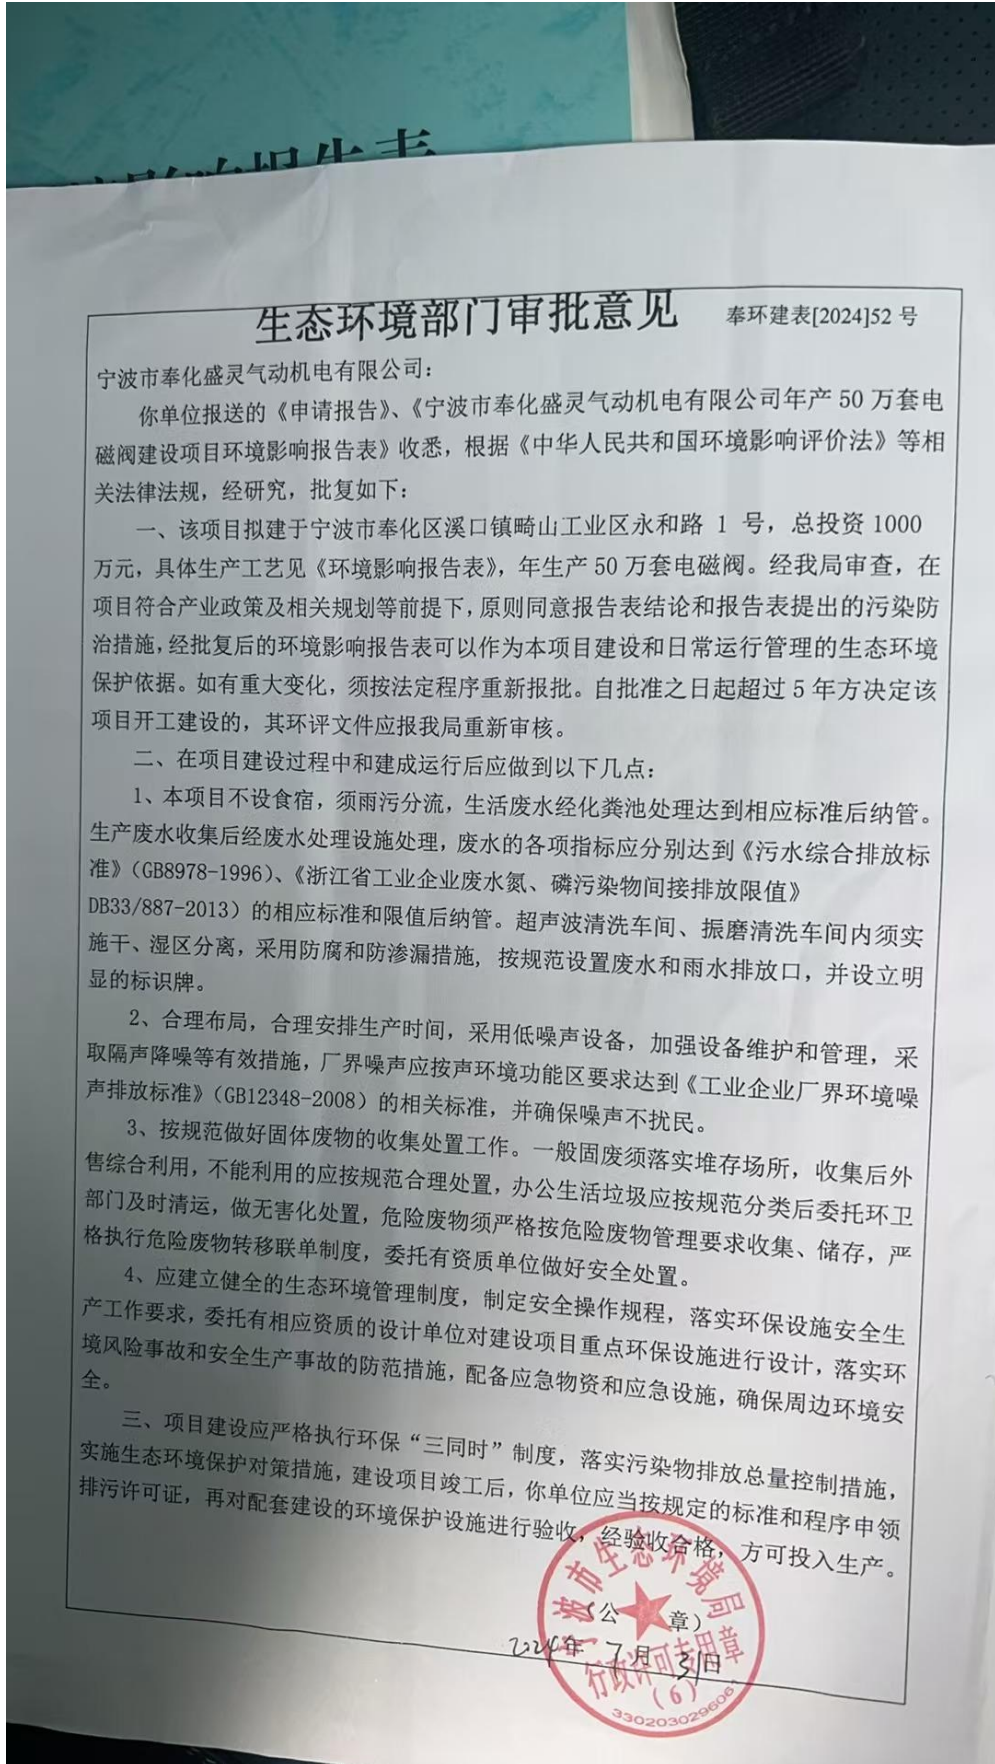 影响报告表
生态环境部门审批意见 奉环建表[2024]52 号
宁波市奉化盛灵气动机电有限公司：
你单位报送的《申请报告》、《宁波市奉化盛灵气动机电有限公司年产 50 万套电
磁阀建设项目环境影响报告表》收悉，根据《中华人民共和国环境影响评价法》等相
关法律法规，经研究，批复如下：
一、该项目拟建于宁波市奉化区溪口镇畸山工业区永和路 1 号，总投资 1000
万元，具体生产工艺见《环境影响报告表》，年生产 50 万套电磁阀。经我局审查，在
项目符合产业政策及相关规划等前提下，原则同意报告表结论和报告表提出的污染防
治措施，经批复后的环境影响报告表可以作为本项目建设和日常运行管理的生态环境
保护依据。如有重大变化，须按法定程序重新报批。自批准之日起超过 5 年方决定该
项目开工建设的，其环评文件应报我局重新审核。
二、在项目建设过程中和建成运行后应做到以下几点：
1、本项目不设食宿，须雨污分流，生活废水经化粪池处理达到相应标准后纳管。
生产废水收集后经废水处理设施处理，废水的各项指标应分别达到《污水综合排放标
准》（GB8978-1996）、《浙江省工业企业废水氮、磷污染物间接排放限值》
DB33/887-2013）的相应标准和限值后纳管。超声波清洗车间、振磨清洗车间内须实
施干、湿区分离，采用防腐和防渗漏措施, 按规范设置废水和雨水排放口，并设立明
显的标识牌。
2、合理布局，合理安排生产时间，采用低噪声设备，加强设备维护和管理，采
取隔声降噪等有效措施，厂界噪声应按声环境功能区要求达到《工业企业厂界环境噪
声排放标准》（GB12348-2008）的相关标准，并确保噪声不扰民。
3、按规范做好固体废物的收集处置工作。一般固废须落实堆存场所，收集后外
售综合利用，不能利用的应按规范合理处置，办公生活垃圾应按规范分类后委托环卫
部门及时清运，做无害化处置，危险废物须严格按危险废物管理要求收集、储存，严
格执行危险废物转移联单制度，委托有资质单位做好安全处置。
4、应建立健全的生态环境管理制度，制定安全操作规程，落实环保设施安全生
产工作要求，委托有相应资质的设计单位对建设项目重点环保设施进行设计，落实环
境风险事故和安全生产事故的防范措施，配备应急物资和应急设施，确保周边环境安
全。
三、项目建设应严格执行环保“三同时”制度，落实污染物排放总量控制措施，
实施生态环境保护对策措施，建设项目竣工后，你单位应当按规定的标准和程序申领
排污许可证，再对配套建设的环境保护设施进行验收，经验收合格，方可投入生产。
宁波市生态环境局
（公 章）
2024年 7 月 31日
行政许可专用章
（6）
3302030296061